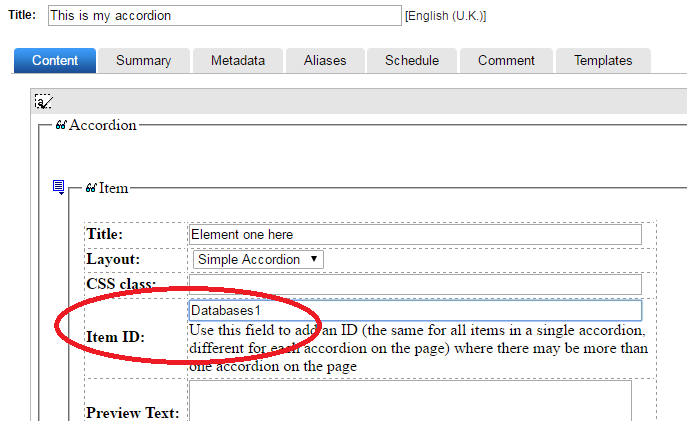 Title: This is my accordion [English (U.K.)]
Content Summary Metadata Aliases Schedule Comment Templates
Accordion
Item
Title: Element one here
Layout: Simple Accordion
CSS class:
Databases1
Item ID: Use this field to add an ID (the same for all items in a single accordion,
different for each accordion on the page) where there may be more than
one accordion on the page
Preview Text: